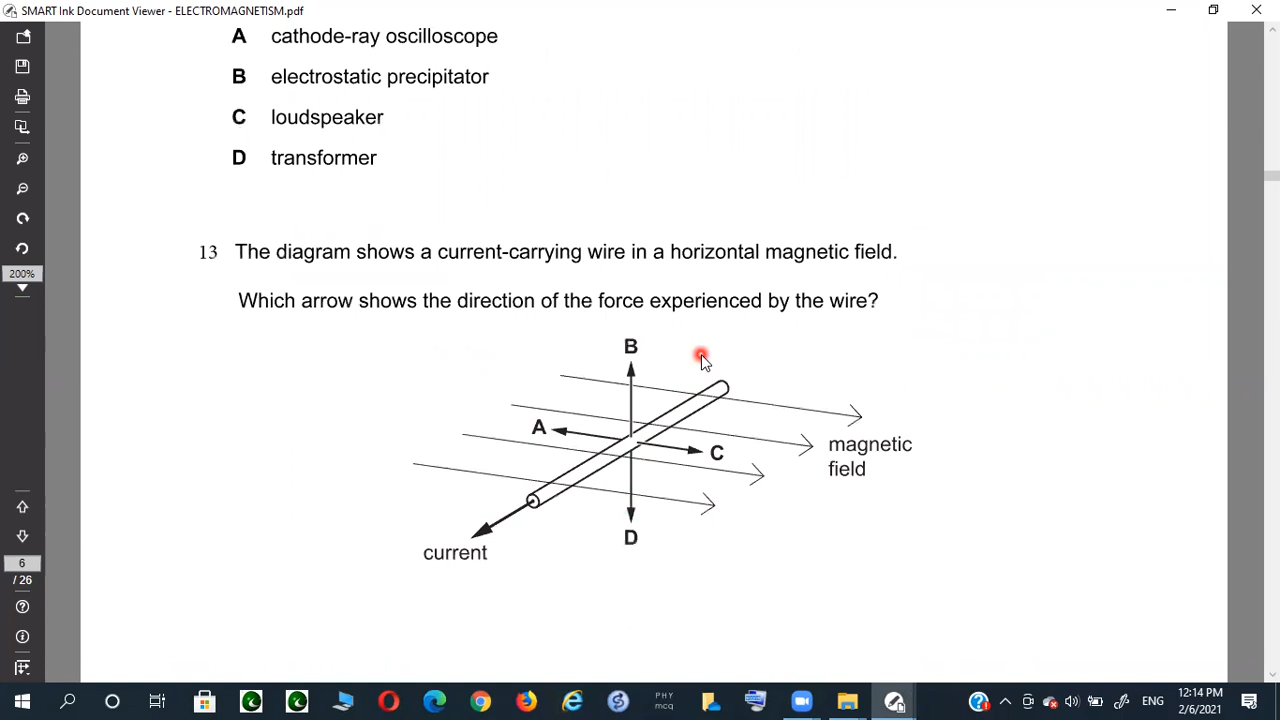 SMART Ink Document Viewer - ELECTROMAGNETISM.pdf
A cathode-ray oscilloscope
B electrostatic precipitator
C loudspeaker
D transformer
13 The diagram shows a current-carrying wire in a horizontal magnetic field.
Which arrow shows the direction of the force experienced by the wire?
B
A
C
magnetic
field
D
current
200%
6
/ 26
PHY
mcq
ENG
12:14 PM
2/6/2021